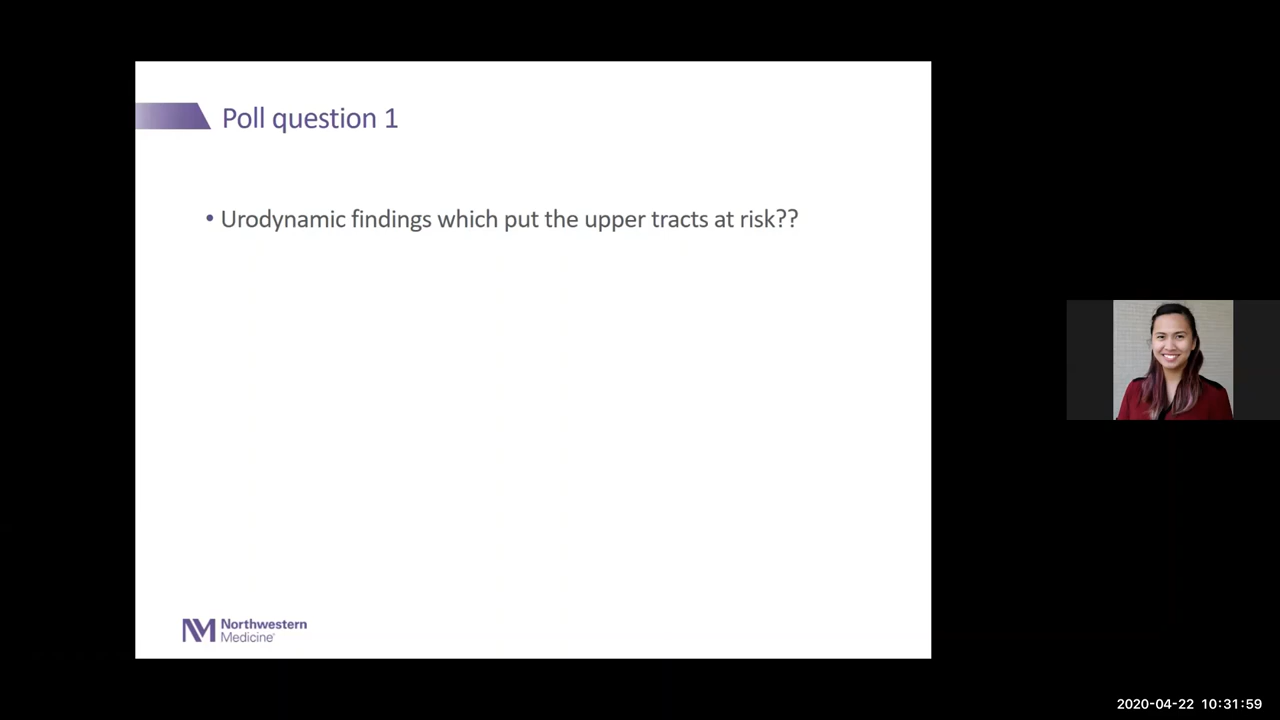 Poll question 1
• Urodynamic findings which put the upper tracts at risk??
Northwestern
Medicine®
2020-04-22 10:31:59